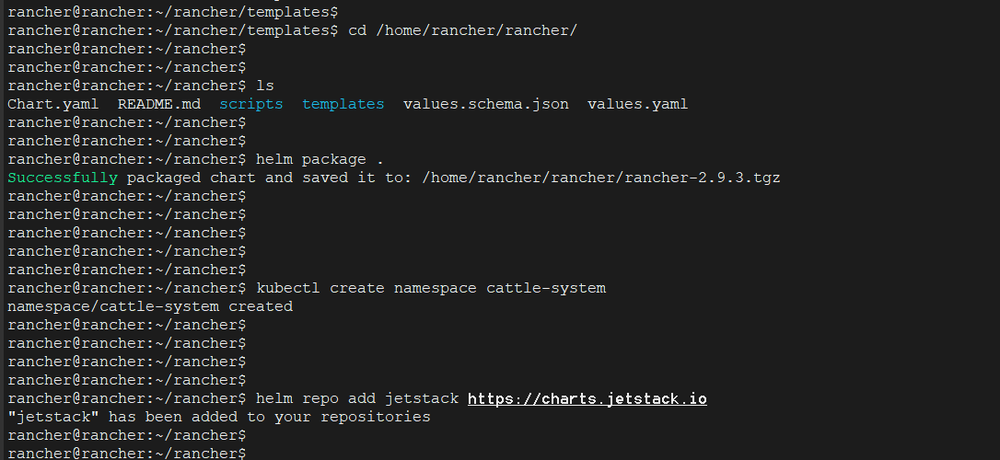 rancher@rancher:~/rancher/templates$
rancher@rancher:~/rancher/templates$ cd /home/rancher/rancher/
rancher@rancher:~/rancher$
rancher@rancher:~/rancher$
rancher@rancher:~/rancher$ ls
Chart.yaml  README.md  scripts  templates  values.schema.json  values.yaml
rancher@rancher:~/rancher$
rancher@rancher:~/rancher$
rancher@rancher:~/rancher$ helm package .
Successfully packaged chart and saved it to: /home/rancher/rancher/rancher-2.9.3.tgz
rancher@rancher:~/rancher$
rancher@rancher:~/rancher$
rancher@rancher:~/rancher$
rancher@rancher:~/rancher$
rancher@rancher:~/rancher$
rancher@rancher:~/rancher$ kubectl create namespace cattle-system
namespace/cattle-system created
rancher@rancher:~/rancher$
rancher@rancher:~/rancher$
rancher@rancher:~/rancher$
rancher@rancher:~/rancher$
rancher@rancher:~/rancher$ helm repo add jetstack https://charts.jetstack.io
"jetstack" has been added to your repositories
rancher@rancher:~/rancher$
rancher@rancher:~/rancher$